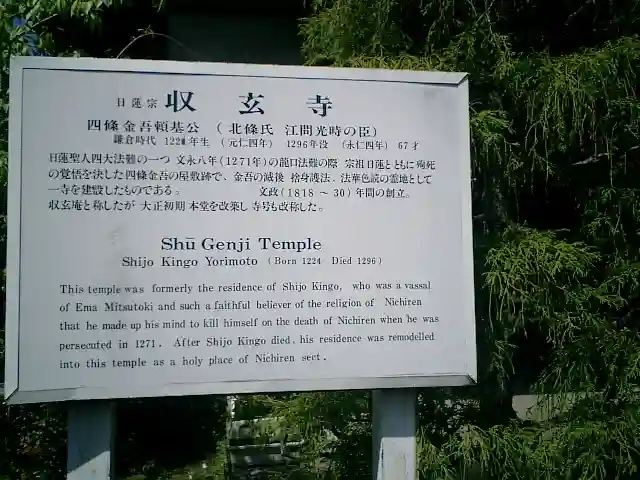 日蓮宗 収玄寺
四條金吾頼基公 (北條氏 江間光時の臣)
鎌倉時代 1224年生 (元仁四年) 1296年没 (永仁四年) 67才
日蓮聖人四大法難の一つ 文永八年(1271年)の龍口法難の際 宗祖日蓮とともに殉死
の覚悟を決した四條金吾の屋敷跡で、金吾の滅後 捨身護法、法華色読の霊地として
一寺を建設したものである。 文政(1818〜30)年間の創立。
収玄庵と称したが 大正初期 本堂を改築し 寺号も改称した。
Shū Genji Temple
Shijo Kingo Yorimoto (Born 1224 Died 1296)
This temple was formerly the residence of Shijo Kingo, who was a vassal
of Ema Mitsutoki and such a faithful believer of the religion of Nichiren
that he made up his mind to kill himself on the death of Nichiren when he was
persecuted in 1271. After Shijo Kingo died, his residence was remodelled
into this temple as a holy place of Nichiren sect.